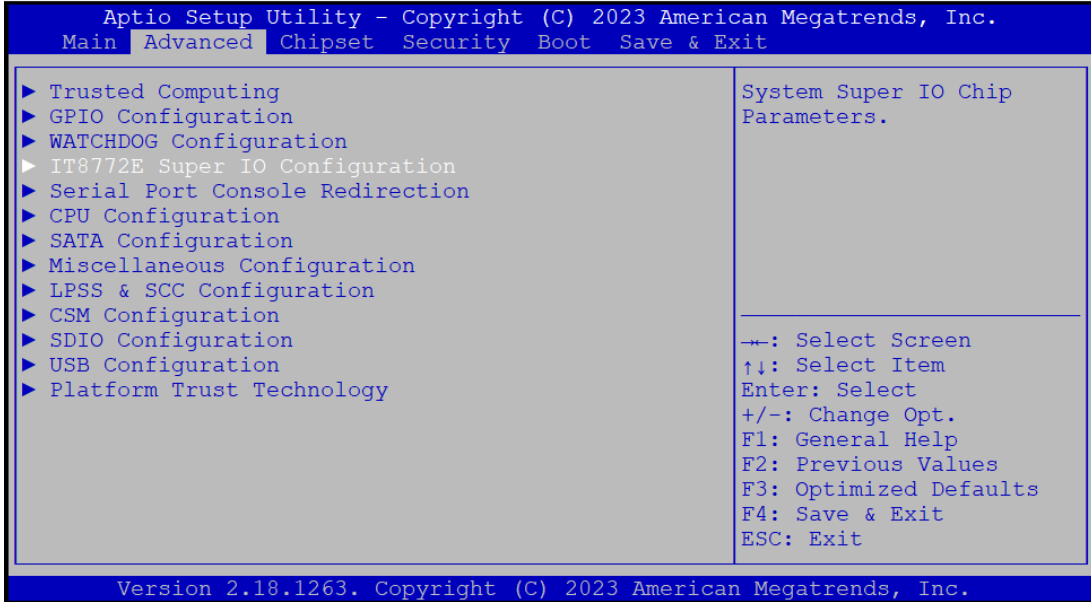 Aptio Setup Utility - Copyright (C) 2023 American Megatrends, Inc.
Main Advanced Chipset Security Boot Save & Exit
► Trusted Computing
► GPIO Configuration
► WATCHDOG Configuration
► IT8772E Super IO Configuration
► Serial Port Console Redirection
► CPU Configuration
► SATA Configuration
► Miscellaneous Configuration
► LPSS & SCC Configuration
► CSM Configuration
► SDIO Configuration
► USB Configuration
► Platform Trust Technology
System Super IO Chip
Parameters.
→←: Select Screen
↑↓: Select Item
Enter: Select
+/-: Change Opt.
F1: General Help
F2: Previous Values
F3: Optimized Defaults
F4: Save & Exit
ESC: Exit
Version 2.18.1263. Copyright (C) 2023 American Megatrends, Inc.